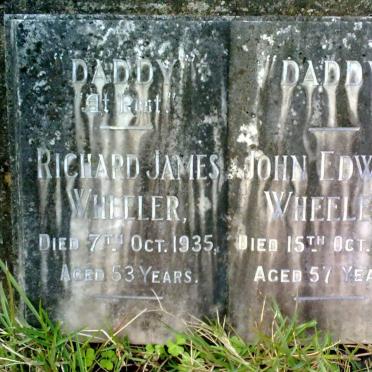 "DADDY"
"At Rest."
RICHARD JAMES
WHEELER,
DIED 7TH OCT. 1935,
AGED 53 YEARS.
"DADDY
JOHN EDW
WHEELE
DIED 15TH OCT.
AGED 57 YEA